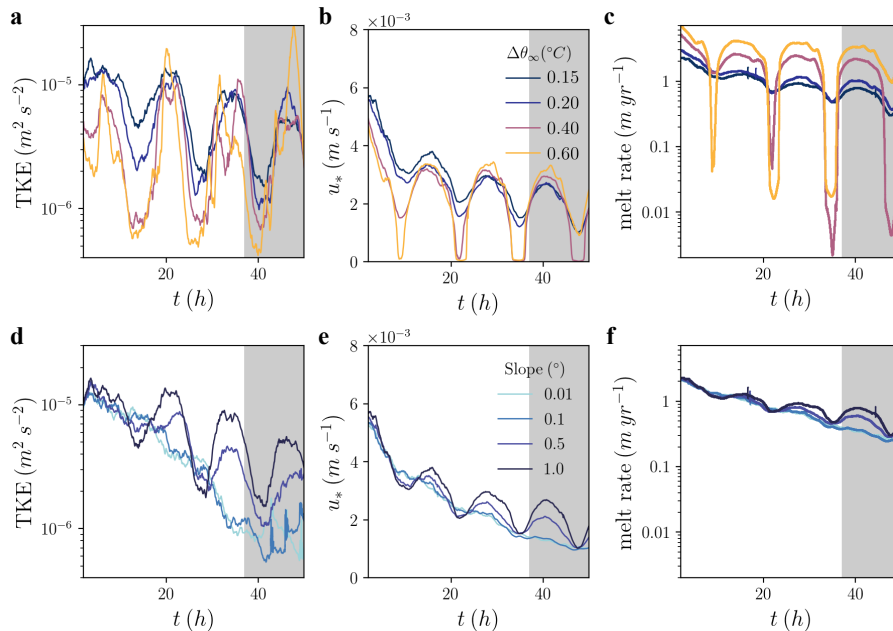 a
b
c
×10⁻³
8
6
4
2
0
10⁻⁵
10⁻⁶
TKE (m² s⁻²)
u* (m s⁻¹)
Δθ∞(°C)
0.15
0.20
0.40
0.60
melt rate (m yr⁻¹)
1
0.1
0.01
20 40
20 40
20 40
t (h)
t (h)
t (h)
d
e
f
×10⁻³
8
6
4
2
0
10⁻⁵
10⁻⁶
TKE (m² s⁻²)
u* (m s⁻¹)
Slope (°)
0.01
0.1
0.5
1.0
melt rate (m yr⁻¹)
1
0.1
0.01
20 40
20 40
20 40
t (h)
t (h)
t (h)